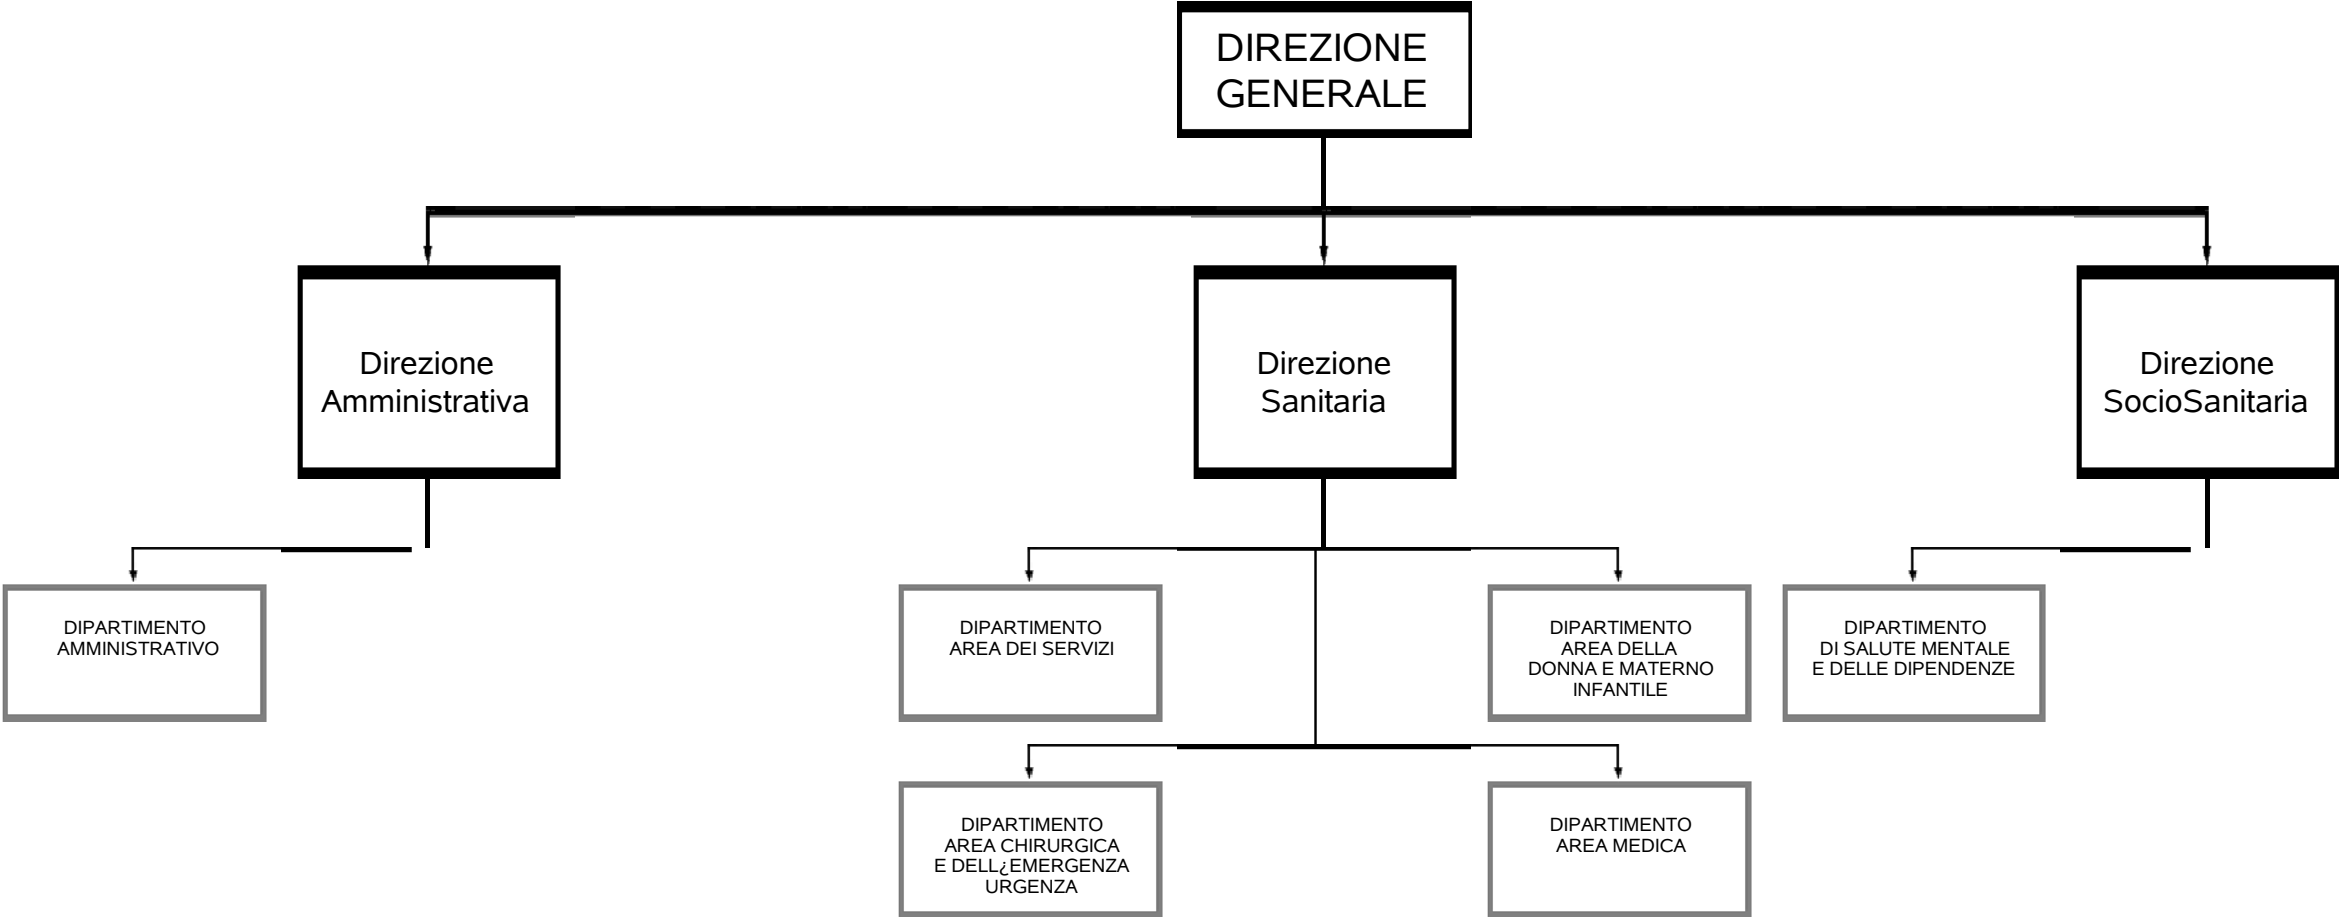 DIREZIONE
GENERALE
Direzione
Amministrativa
Direzione
Sanitaria
Direzione
SocioSanitaria
DIPARTIMENTO
AMMINISTRATIVO
DIPARTIMENTO
AREA DEI SERVIZI
DIPARTIMENTO
AREA DELLA
DONNA E MATERNO
INFANTILE
DIPARTIMENTO
DI SALUTE MENTALE
E DELLE DIPENDENZE
DIPARTIMENTO
AREA CHIRURGICA
E DELL¿EMERGENZA
URGENZA
DIPARTIMENTO
AREA MEDICA